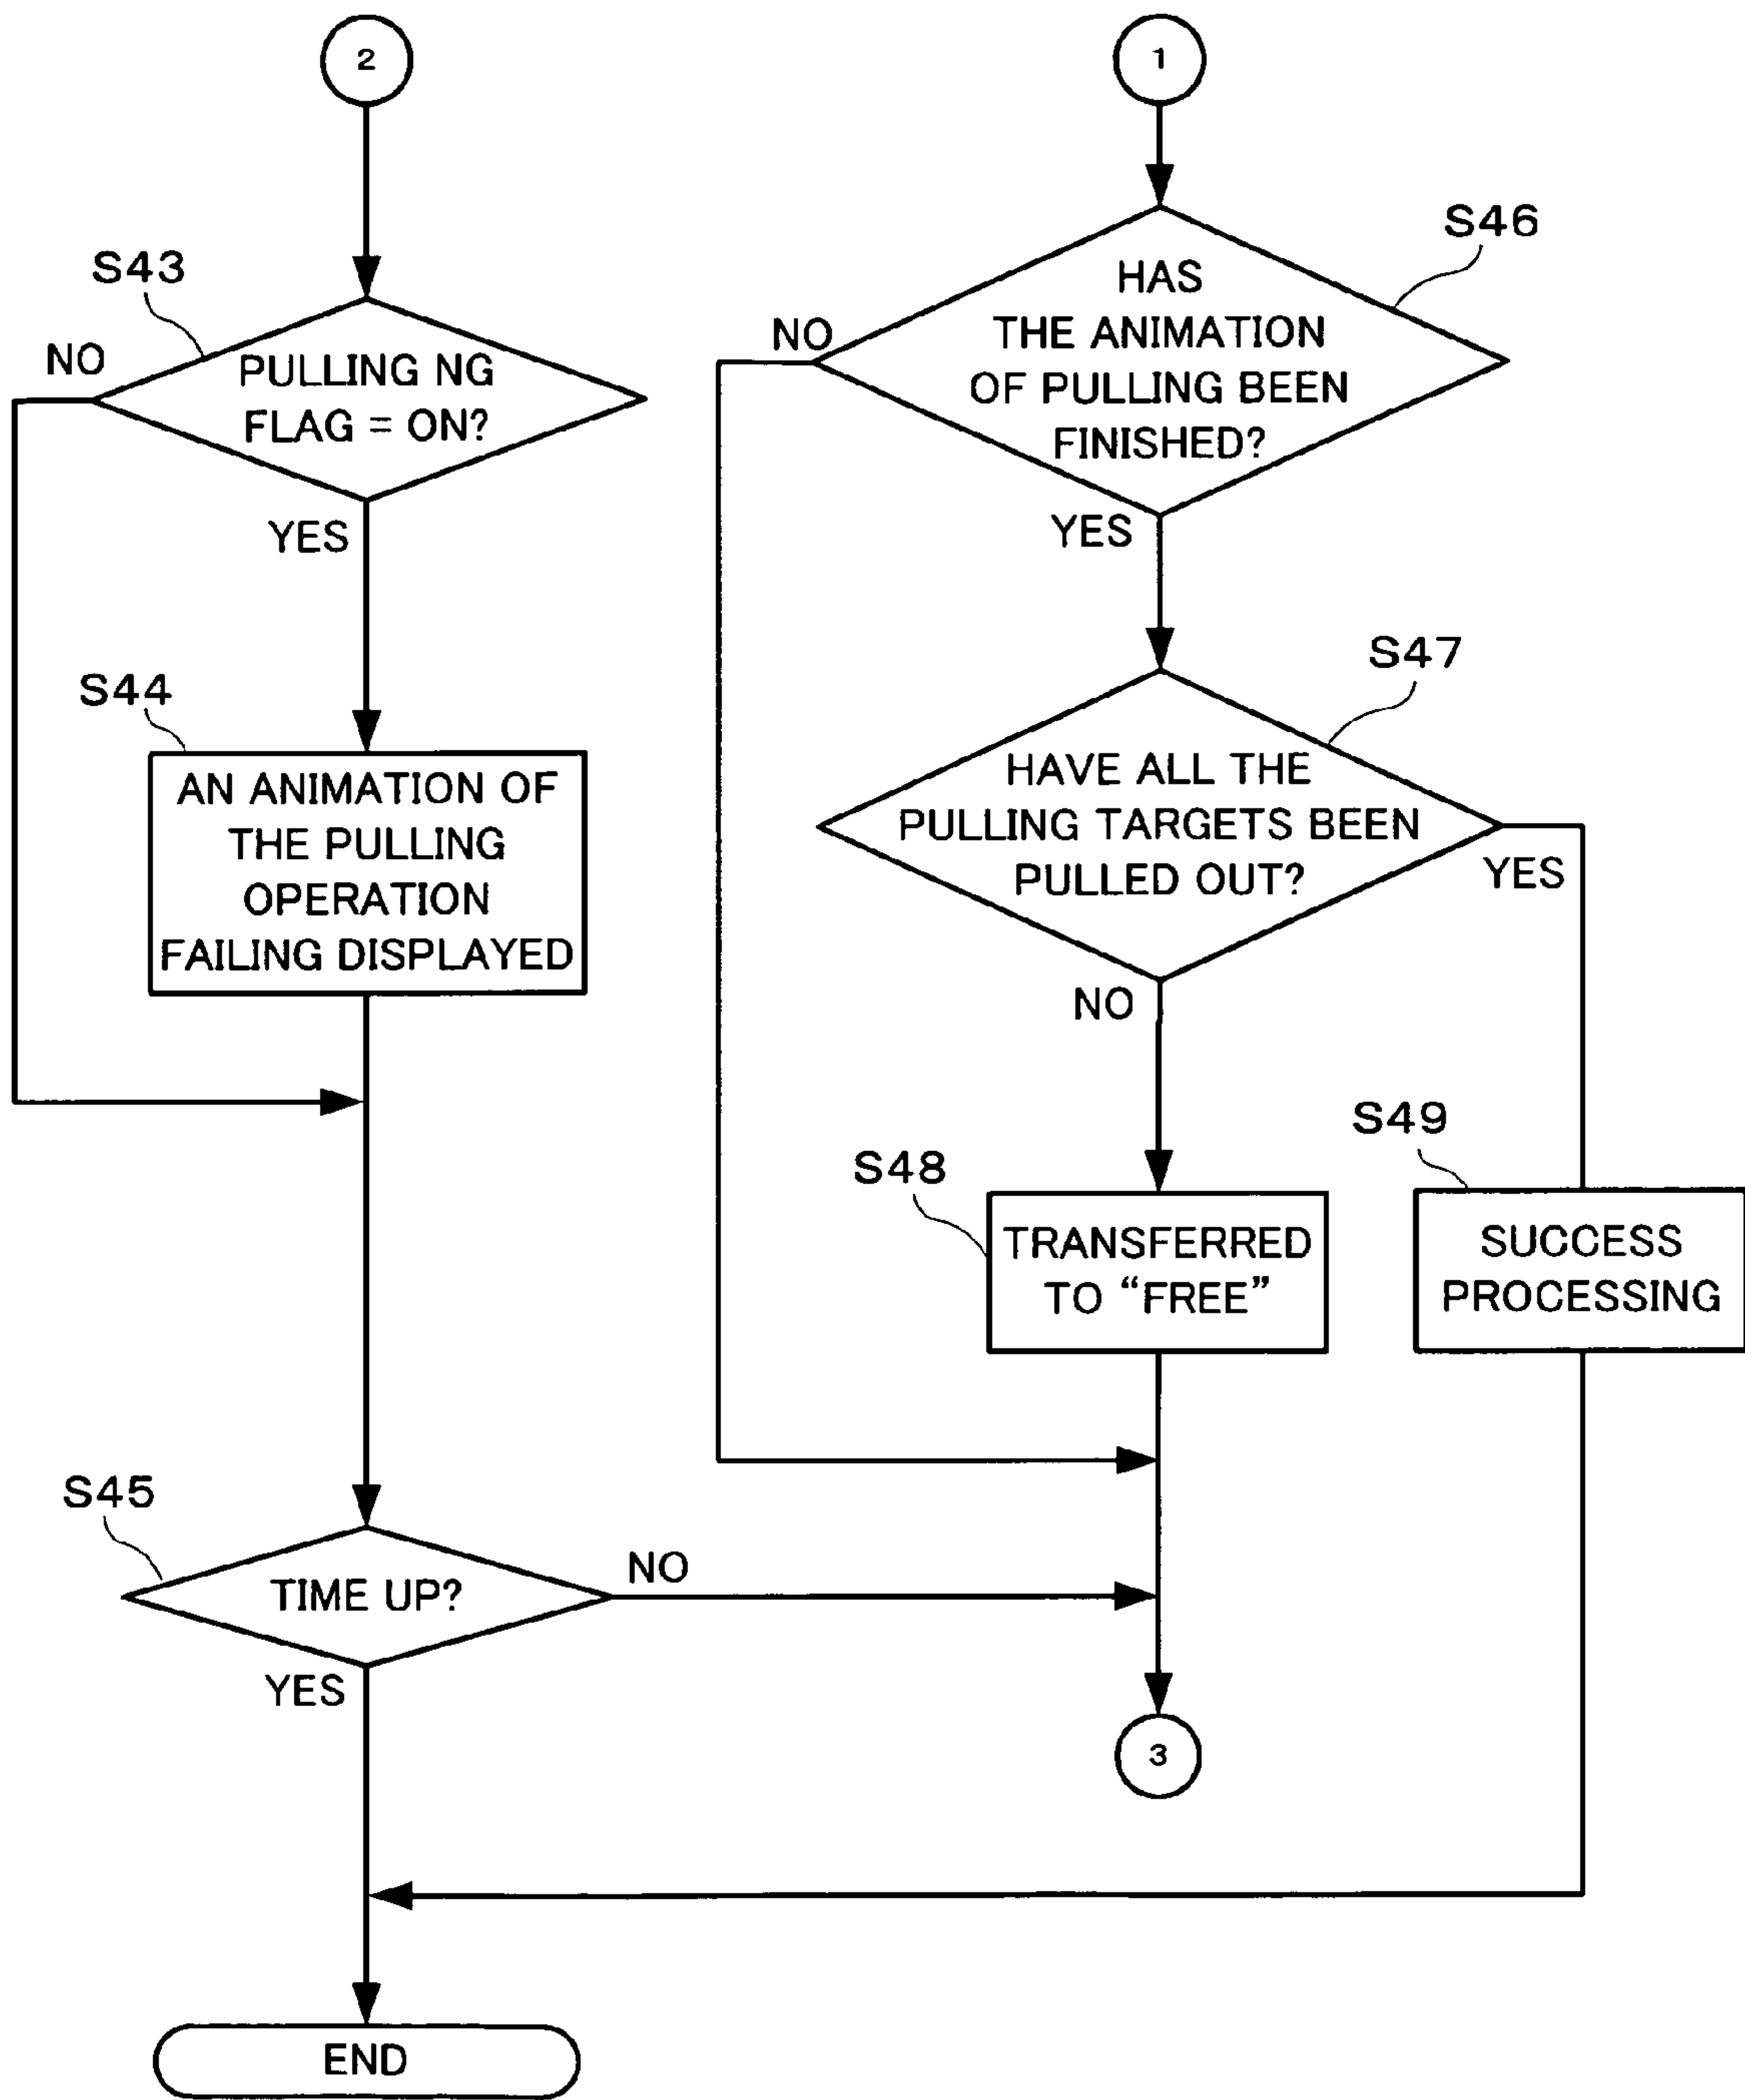 2
S43
NO
PULLING NG
FLAG = ON?
YES
S44
AN ANIMATION OF
THE PULLING
OPERATION
FAILING DISPLAYED
S45
TIME UP?
NO
YES
END
1
S46
HAS
THE ANIMATION
OF PULLING BEEN
FINISHED?
NO
YES
S47
HAVE ALL THE
PULLING TARGETS BEEN
PULLED OUT?
YES
NO
S48
TRANSFERRED
TO “FREE”
S49
SUCCESS
PROCESSING
3